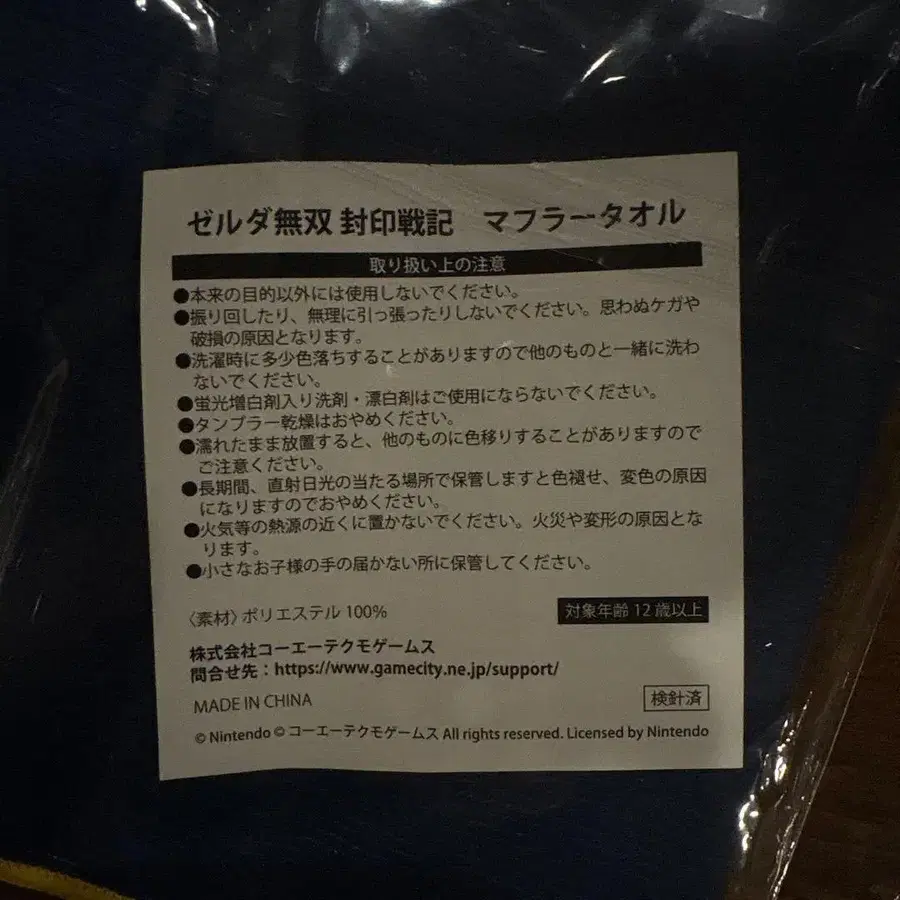 ゼルダ無双 封印戦記　マフラータオル
取り扱い上の注意
●本来の目的以外には使用しないでください。
●振り回したり、無理に引っ張ったりしないでください。思わぬケガや
破損の原因となります。
●洗濯時に多少色落ちすることがありますので他のものと一緒に洗わ
ないでください。
●蛍光増白剤入り洗剤・漂白剤はご使用にならないでください。
●タンブラー乾燥はおやめください。
●濡れたまま放置すると、他のものに色移りすることがありますので
ご注意ください。
●長期間、直射日光の当たる場所で保管しますと色褪せ、変色の原因
になりますのでおやめください。
●火気等の熱源の近くに置かないでください。火災や変形の原因とな
ります。
●小さなお子様の手の届かない所に保管してください。
〈素材〉ポリエステル 100%
対象年齢 12 歳以上
株式会社コーエーテクモゲームス
問合せ先：https://www.gamecity.ne.jp/support/
MADE IN CHINA
検針済
© Nintendo © コーエーテクモゲームス All rights reserved. Licensed by Nintendo